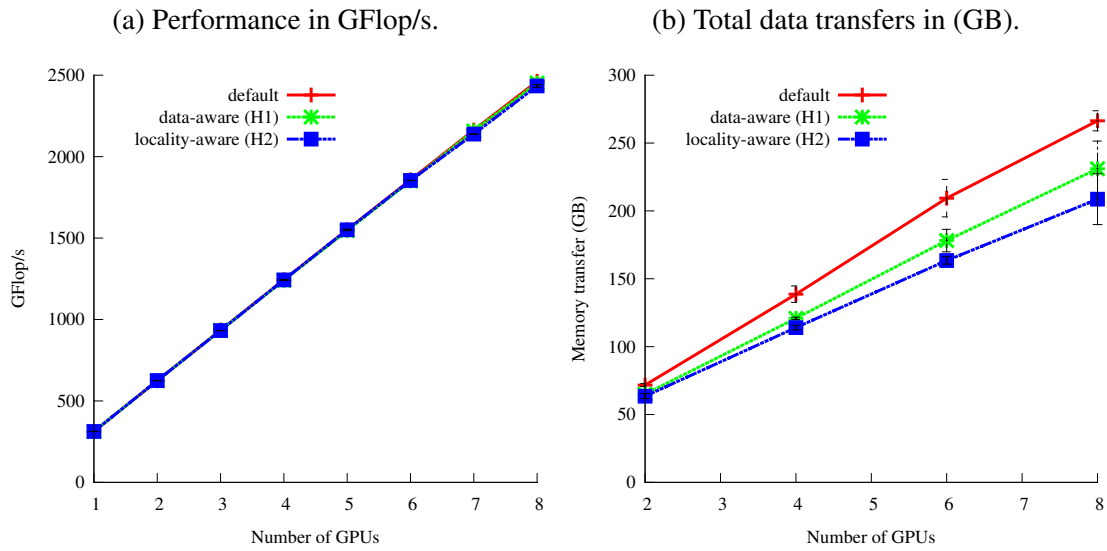 (a) Performance in GFlop/s.
2500
2000
1500
1000
500
0
GFlop/s
default
data-aware (H1)
locality-aware (H2)
1 2 3 4 5 6 7 8
Number of GPUs
(b) Total data transfers in (GB).
300
250
200
150
100
50
0
Memory transfer (GB)
default
data-aware (H1)
locality-aware (H2)
2 3 4 5 6 7 8
Number of GPUs